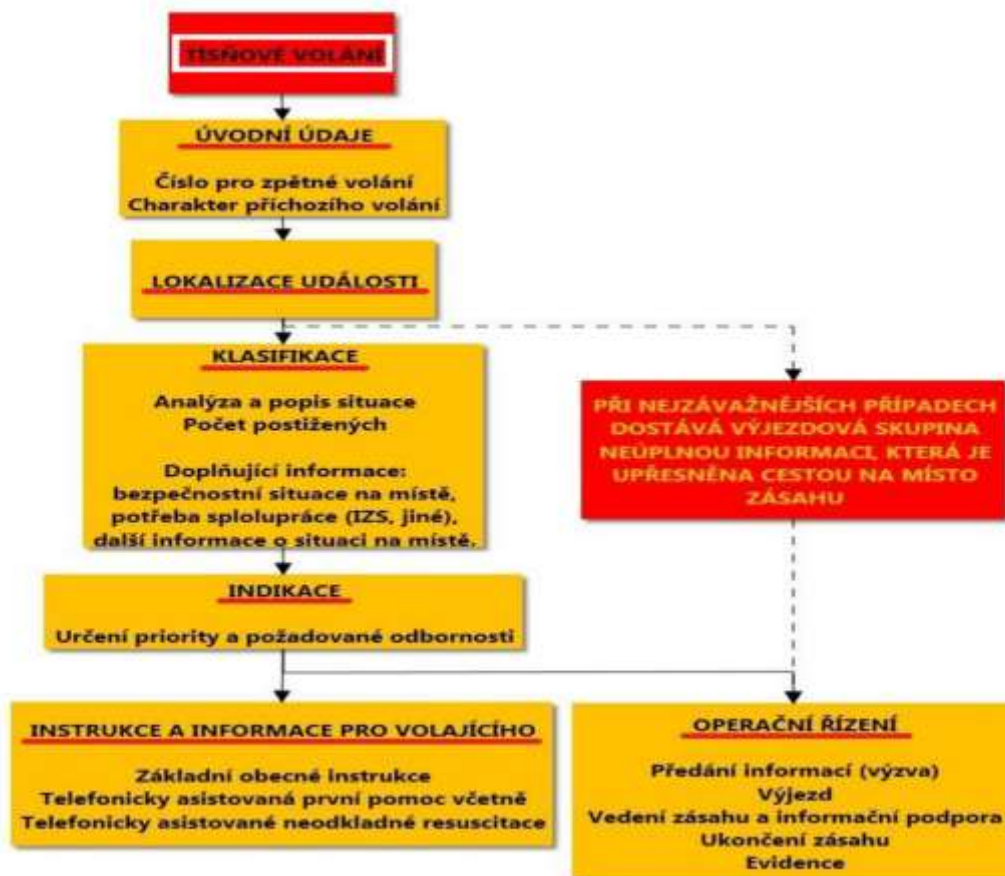 TÍSŇOVÉ VOLÁNÍ
ÚVODNÍ ÚDAJE
Číslo pro zpětné volání
Charakter příchozího volání
LOKALIZACE UDÁLOSTI
KLASIFIKACE
Analýza a popis situace
Počet postižených
Doplňující informace:
bezpečnostní situace na místě,
potřeba splolupráce (IZS, jiné),
další informace o situaci na místě.
PŘI NEJZÁVAŽNĚJŠÍCH PŘÍPADECH
DOSTÁVÁ VÝJEZDOVÁ SKUPINA
NEÚPLNOU INFORMACI, KTERÁ JE
UPŘESNĚNA CESTOU NA MÍSTO
ZÁSAHU
INDIKACE
Určení priority a požadované odbornosti
INSTRUKCE A INFORMACE PRO VOLAJÍCÍHO
Základní obecné instrukce
Telefonicky asistovaná první pomoc včetně
Telefonicky asistované neodkladné resuscitace
OPERAČNÍ ŘÍZENÍ
Předání informací (výzva)
Výjezd
Vedení zásahu a informační podpora
Ukončení zásahu
Evidence